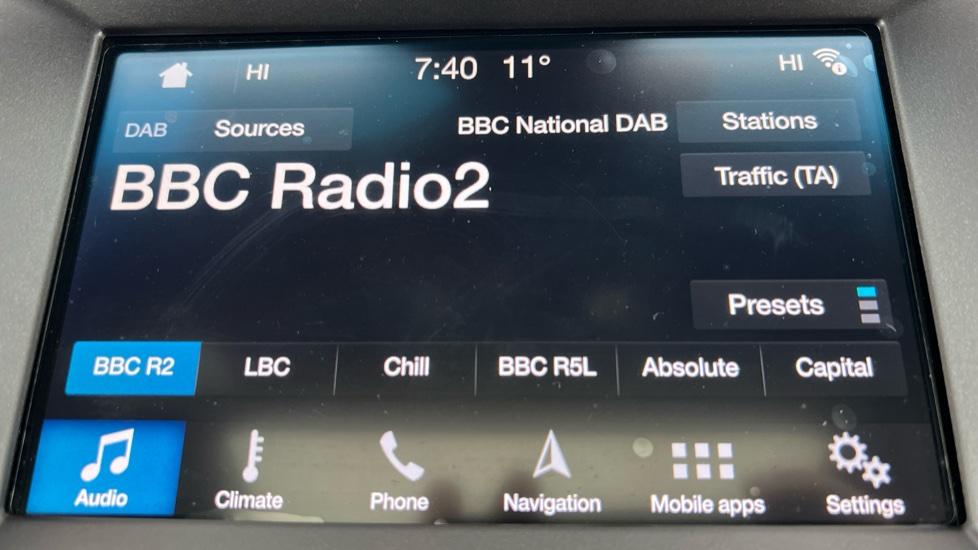 HI 7:40 11° HI
DAB Sources BBC National DAB Stations
BBC Radio2
Traffic (TA)
Presets
BBC R2 LBC Chill BBC R5L Absolute Capital
Audio Climate Phone Navigation Mobile apps Settings